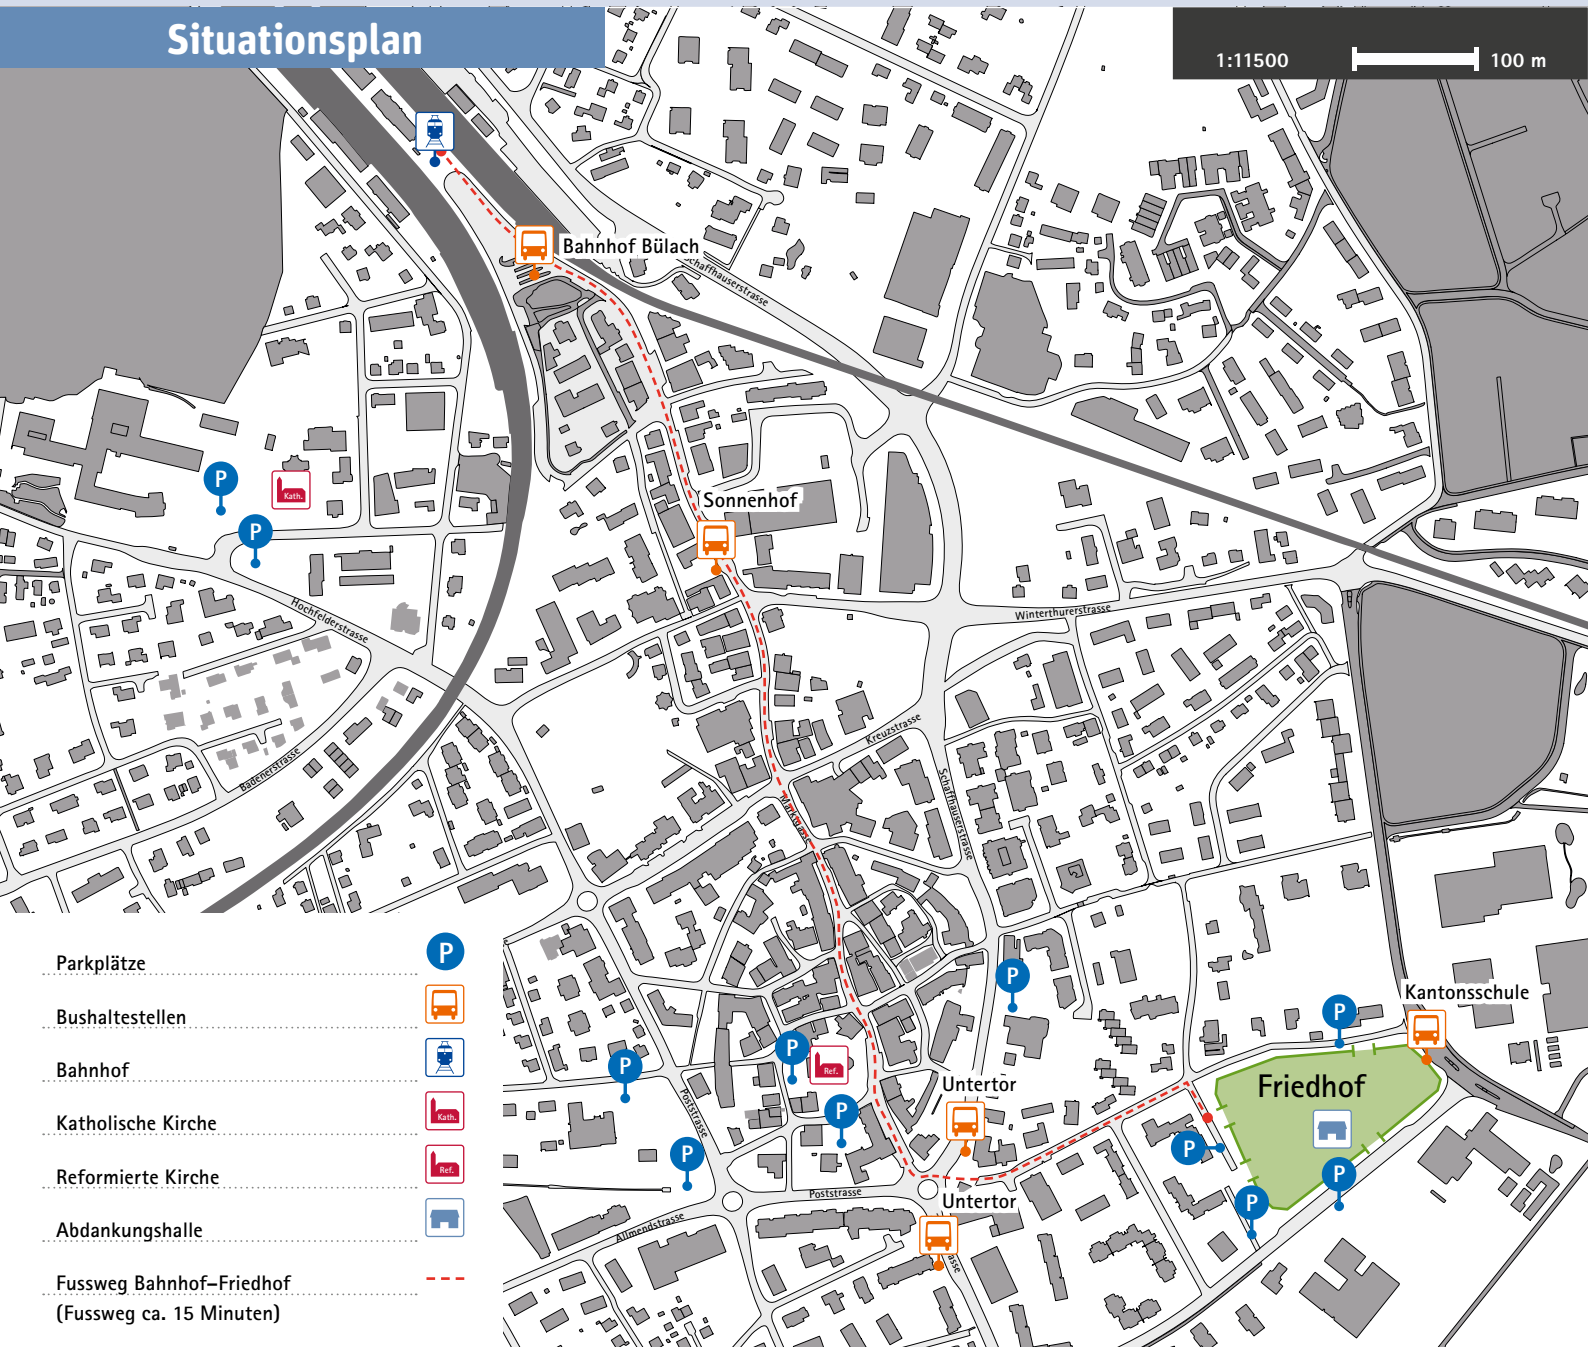 Situationsplan
1:11500
100 m
Bahnhof Bülach
Schaffhauserstrasse
Sonnenhof
Kath.
P
P
Hochfelderstrasse
Winterthurerstrasse
Badenerstrasse
Kreuzstrasse
Schaffhauserstrasse
Marktgasse
P
Kantonsschule
P
P
Ref.
P
Friedhof
Untertor
P
P
P
P
P
Poststrasse
Untertor
Poststrasse
Allmendstrasse
asse
Parkplätze
P
Bushaltestellen
Bahnhof
Katholische Kirche
Kath.
Reformierte Kirche
Ref.
Abdankungshalle
Fussweg Bahnhof–Friedhof
(Fussweg ca. 15 Minuten)